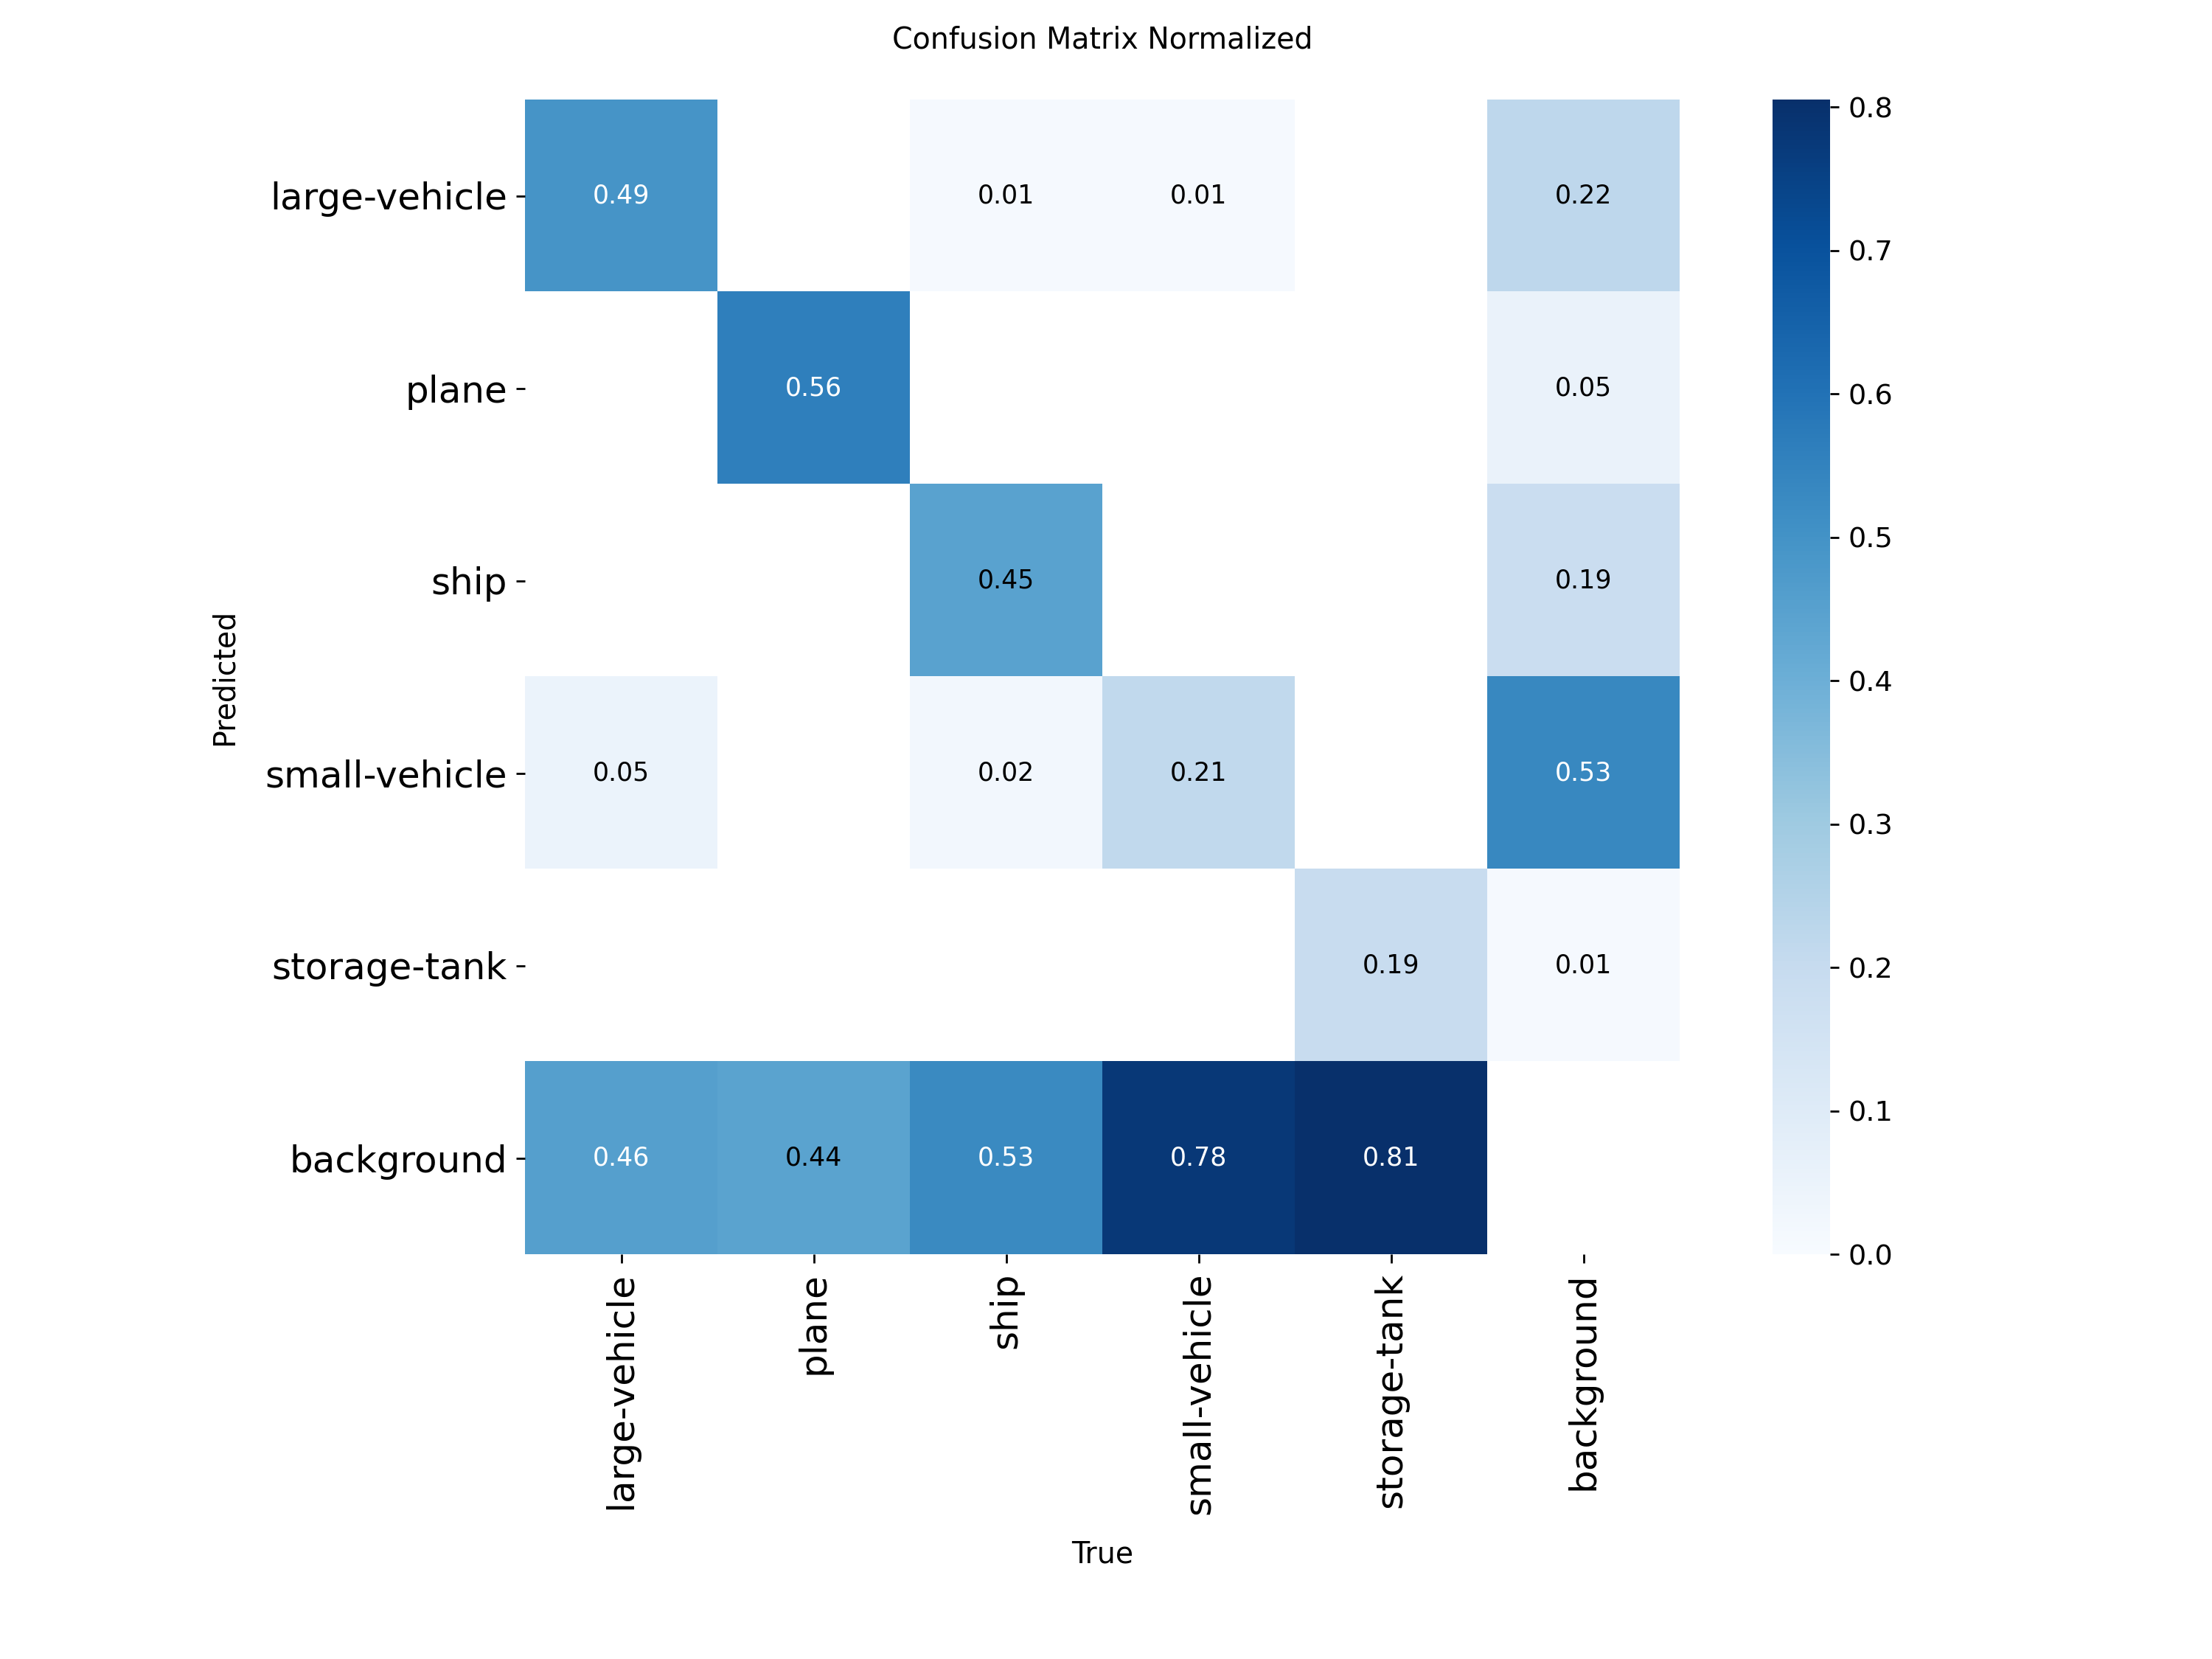 Confusion Matrix Normalized
large-vehicle 0.49 0.01 0.01 0.22
plane 0.56 0.05
ship 0.45 0.19
small-vehicle 0.05 0.02 0.21 0.53
storage-tank 0.19 0.01
background 0.46 0.44 0.53 0.78 0.81
Predicted
large-vehicle
plane
ship
small-vehicle
storage-tank
background
True
0.8
0.7
0.6
0.5
0.4
0.3
0.2
0.1
0.0